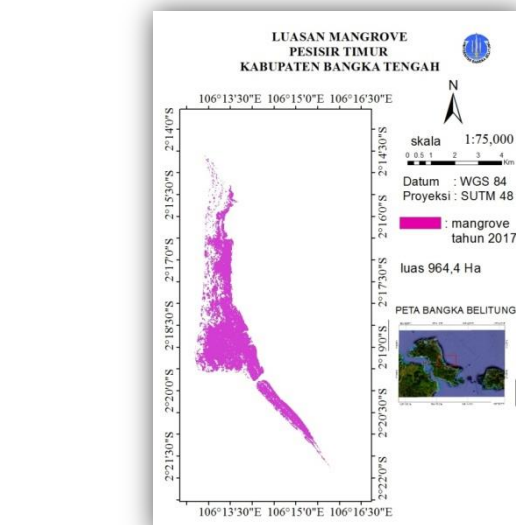 LUASAN MANGROVE
PESISIR TIMUR
KABUPATEN BANGKA TENGAH
N
106°13'30"E 106°15'0"E 106°16'30"E
skala 1:75,000
0 0.5 1 2 3 4
Km
Datum : WGS 84
Proyeksi : SUTM 48
: mangrove
tahun 2017
luas 964,4 Ha
PETA BANGKA BELITUNG
2°14'0"S
2°15'30"S
2°17'0"S
2°18'30"S
2°20'0"S
2°21'30"S
2°14'30"S
2°16'0"S
2°17'30"S
2°19'0"S
2°20'30"S
2°22'0"S
106°13'30"E 106°15'0"E 106°16'30"E